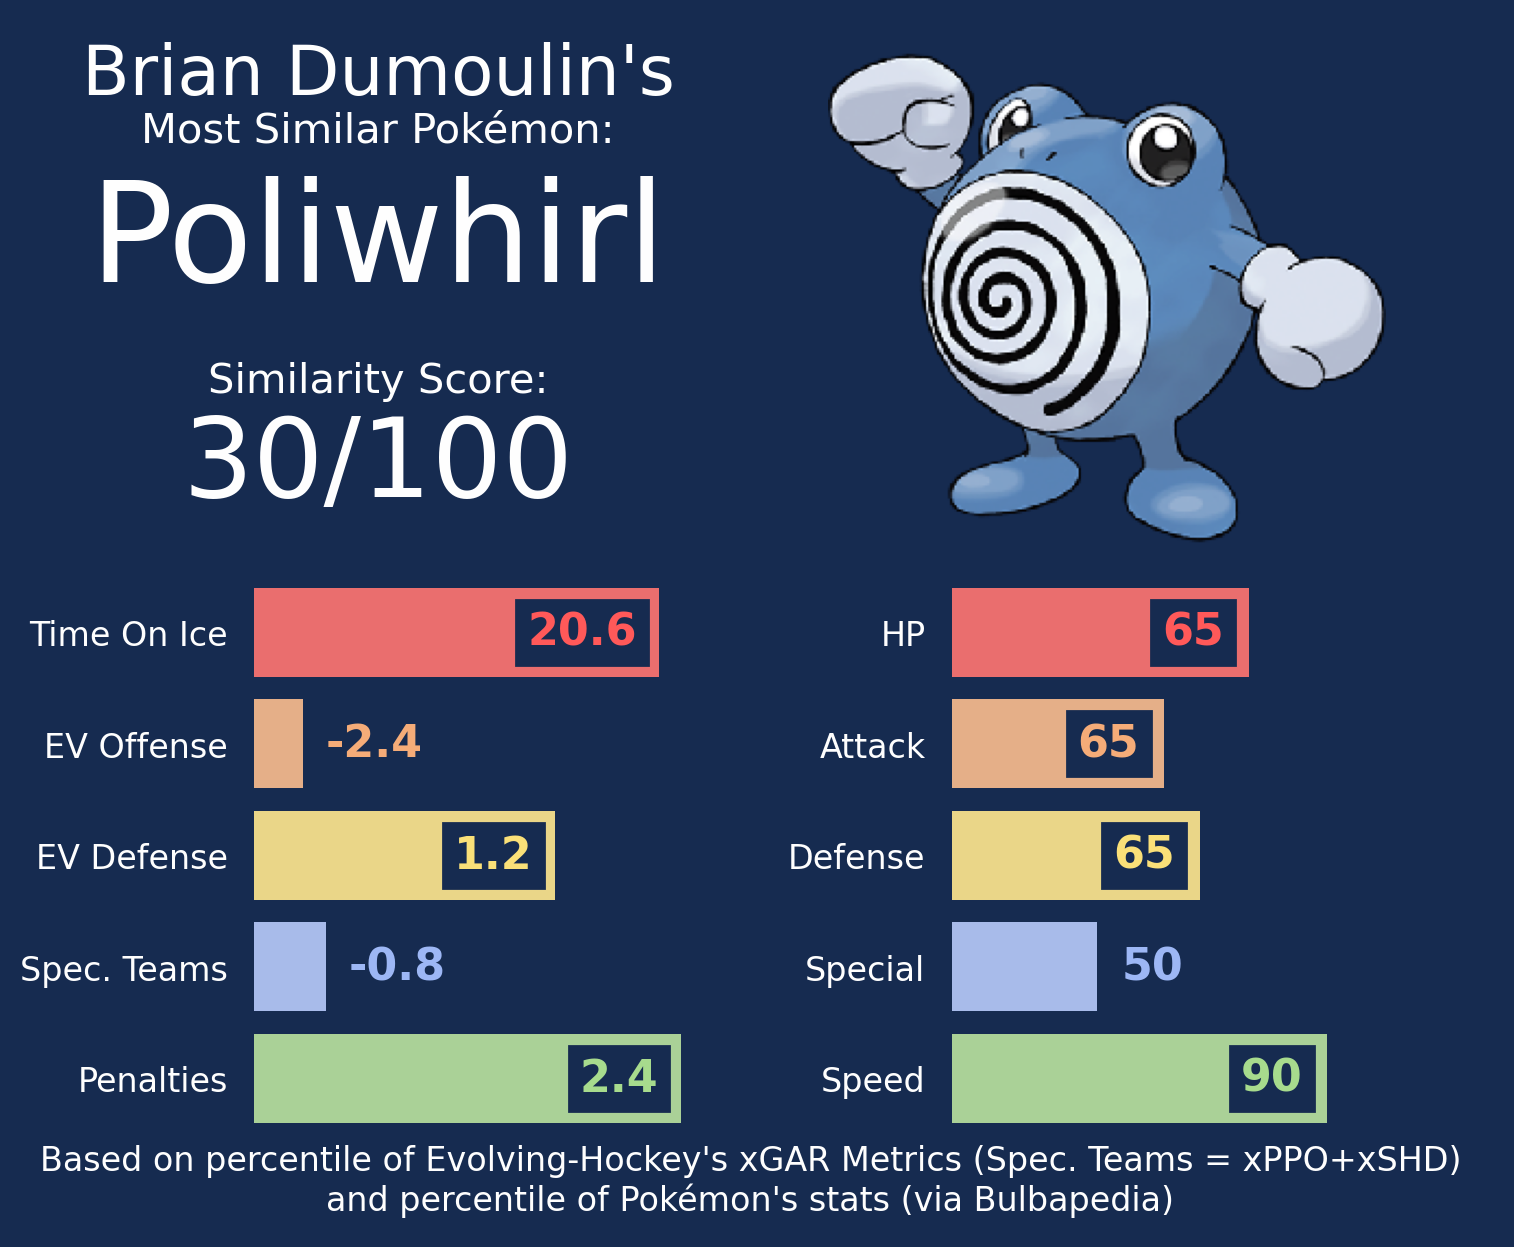 Brian Dumoulin's
Most Similar Pokémon:
Poliwhirl
Similarity Score:
30/100
Time On Ice 20.6
EV Offense -2.4
EV Defense 1.2
Spec. Teams -0.8
Penalties 2.4
HP 65
Attack 65
Defense 65
Special 50
Speed 90
Based on percentile of Evolving-Hockey's xGAR Metrics (Spec. Teams = xPPO+xSHD)
and percentile of Pokémon's stats (via Bulbapedia)